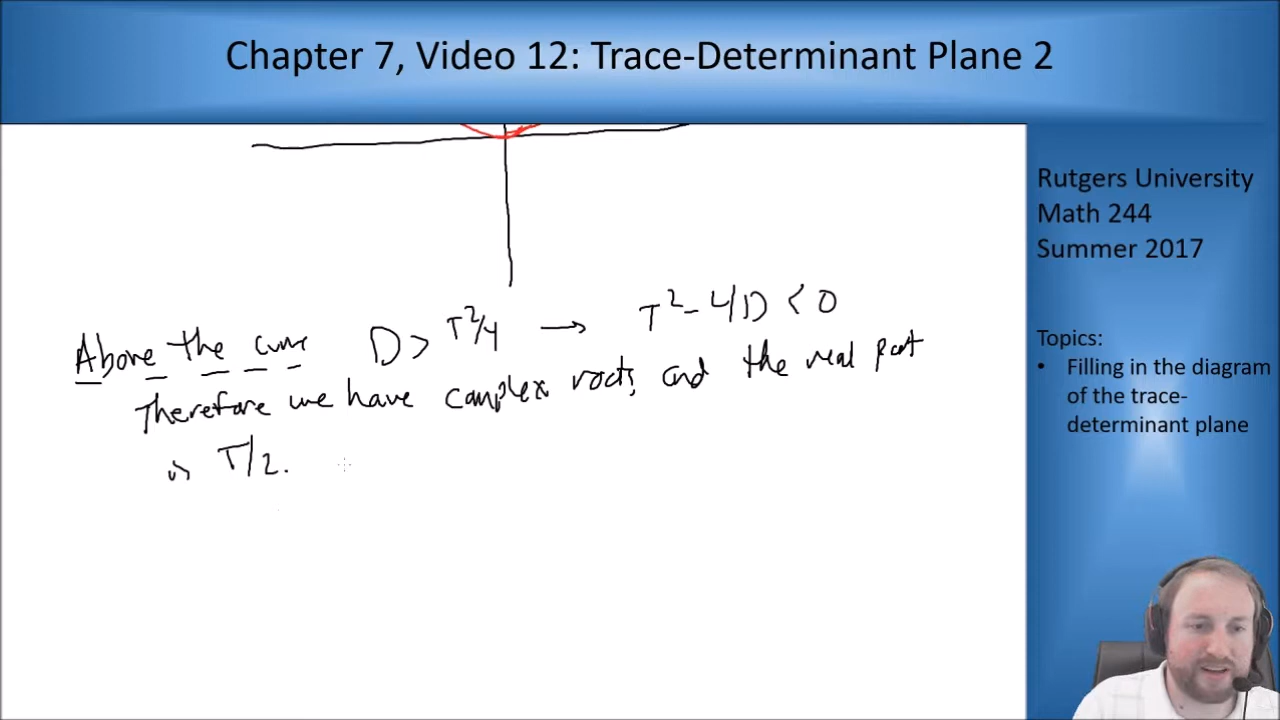 Chapter 7, Video 12: Trace-Determinant Plane 2
Rutgers University
Math 244
Summer 2017
Topics:
• Filling in the diagram
of the trace-
determinant plane
Above the curve D > T²/4 → T² - 4D < 0
Therefore we have complex roots, and the real part
is T/2.